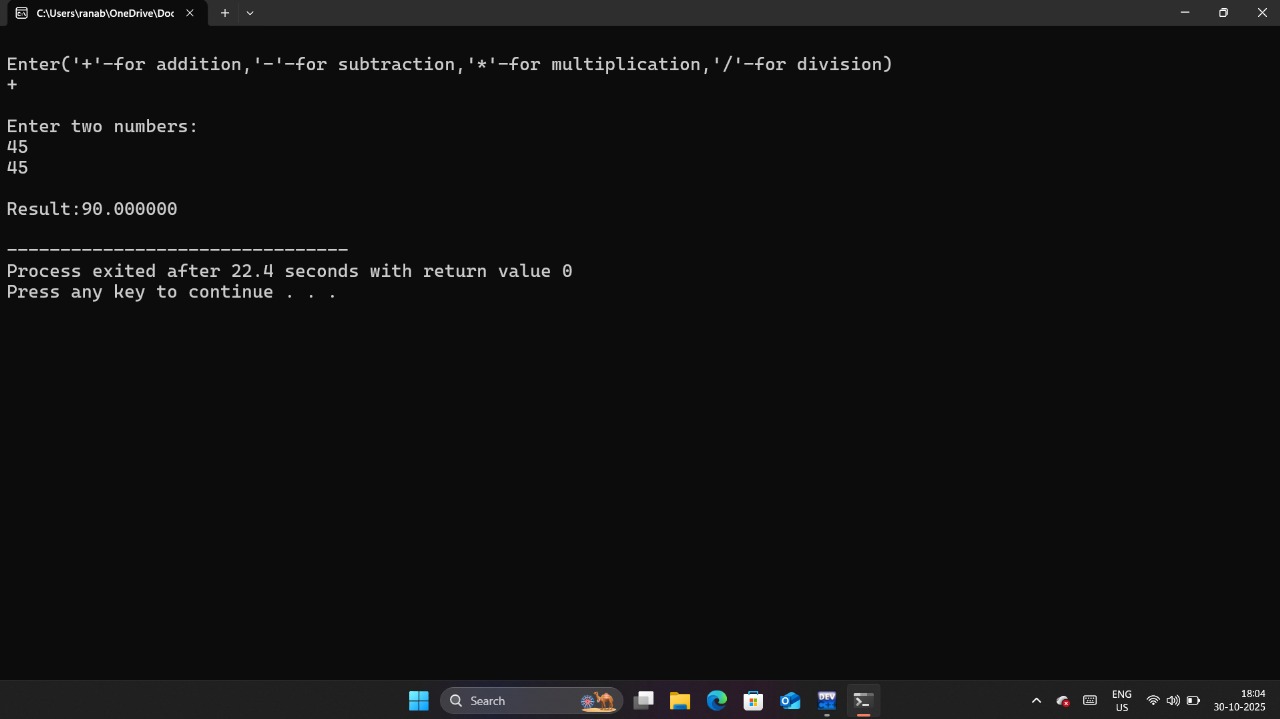 C:\Users\ranab\OneDrive\Doc
Enter('+'-for addition,'-'-for subtraction,'*'-for multiplication,'/'-for division)
+
Enter two numbers:
45
45
Result:90.000000
--------------------------------
Process exited after 22.4 seconds with return value 0
Press any key to continue . . .
Search
DEV
ENG
US
18:04
30-10-2025